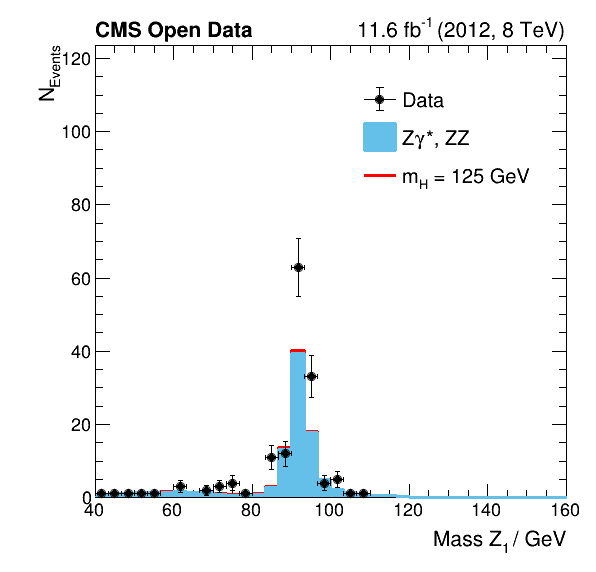 CMS Open Data
11.6 fb⁻¹ (2012, 8 TeV)
N_Events
120
100
80
60
40
20
0
Data
Zγ*, ZZ
m_H = 125 GeV
40 60 80 100 120 140 160
Mass Z₁ / GeV